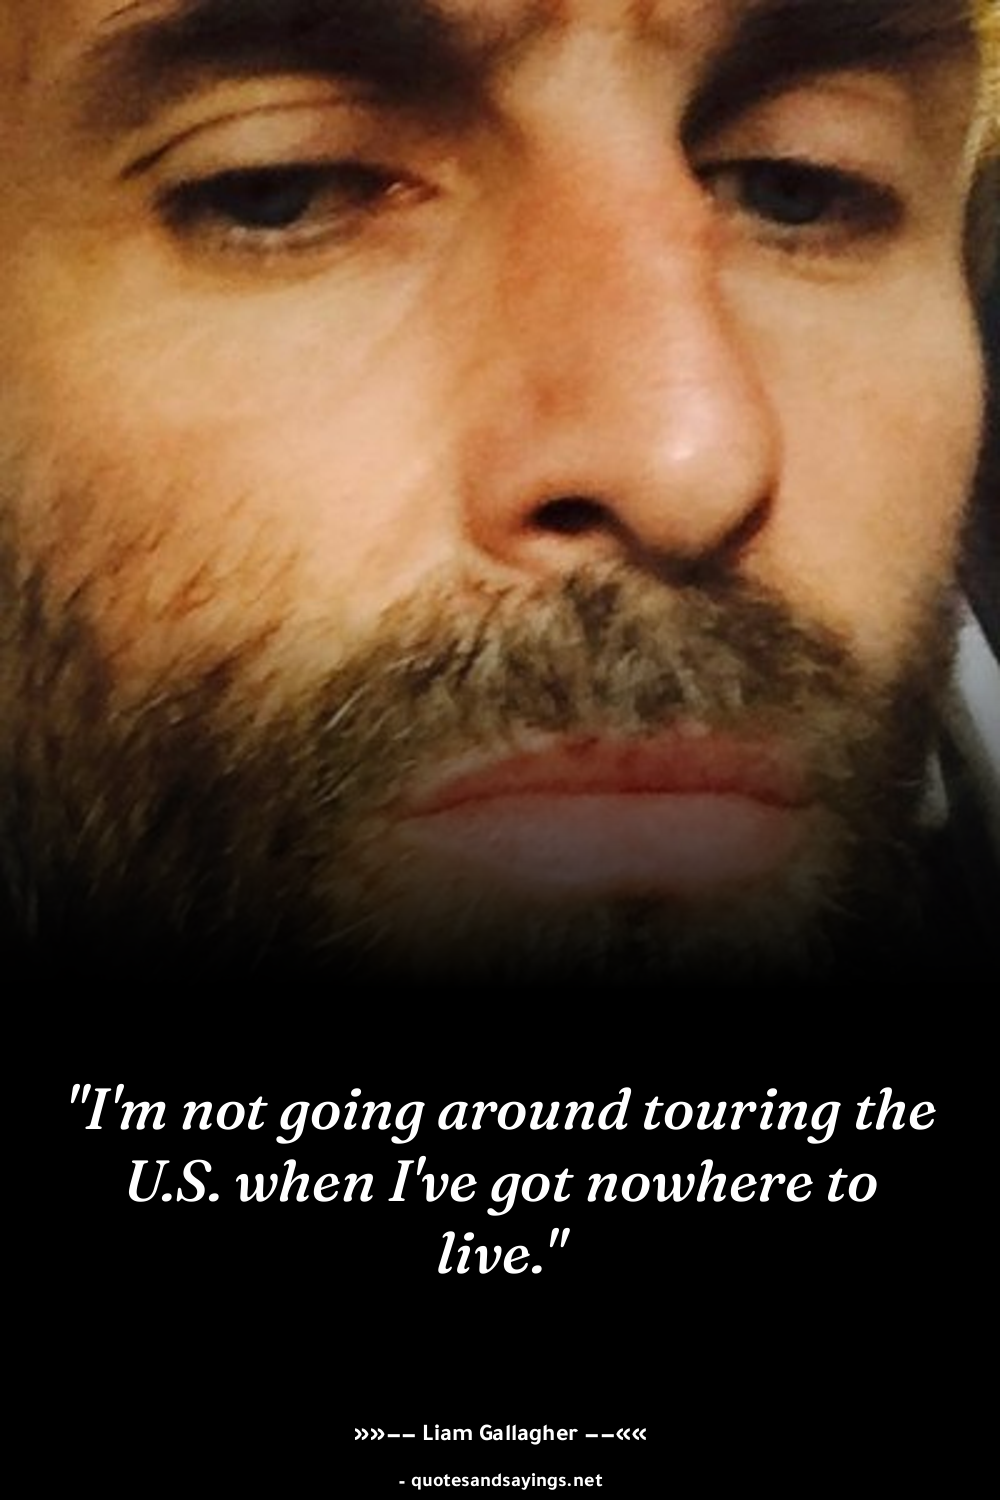 "I'm not going around touring the
U.S. when I've got nowhere to
live."
»»–– Liam Gallagher ––««
- quotesandsayings.net